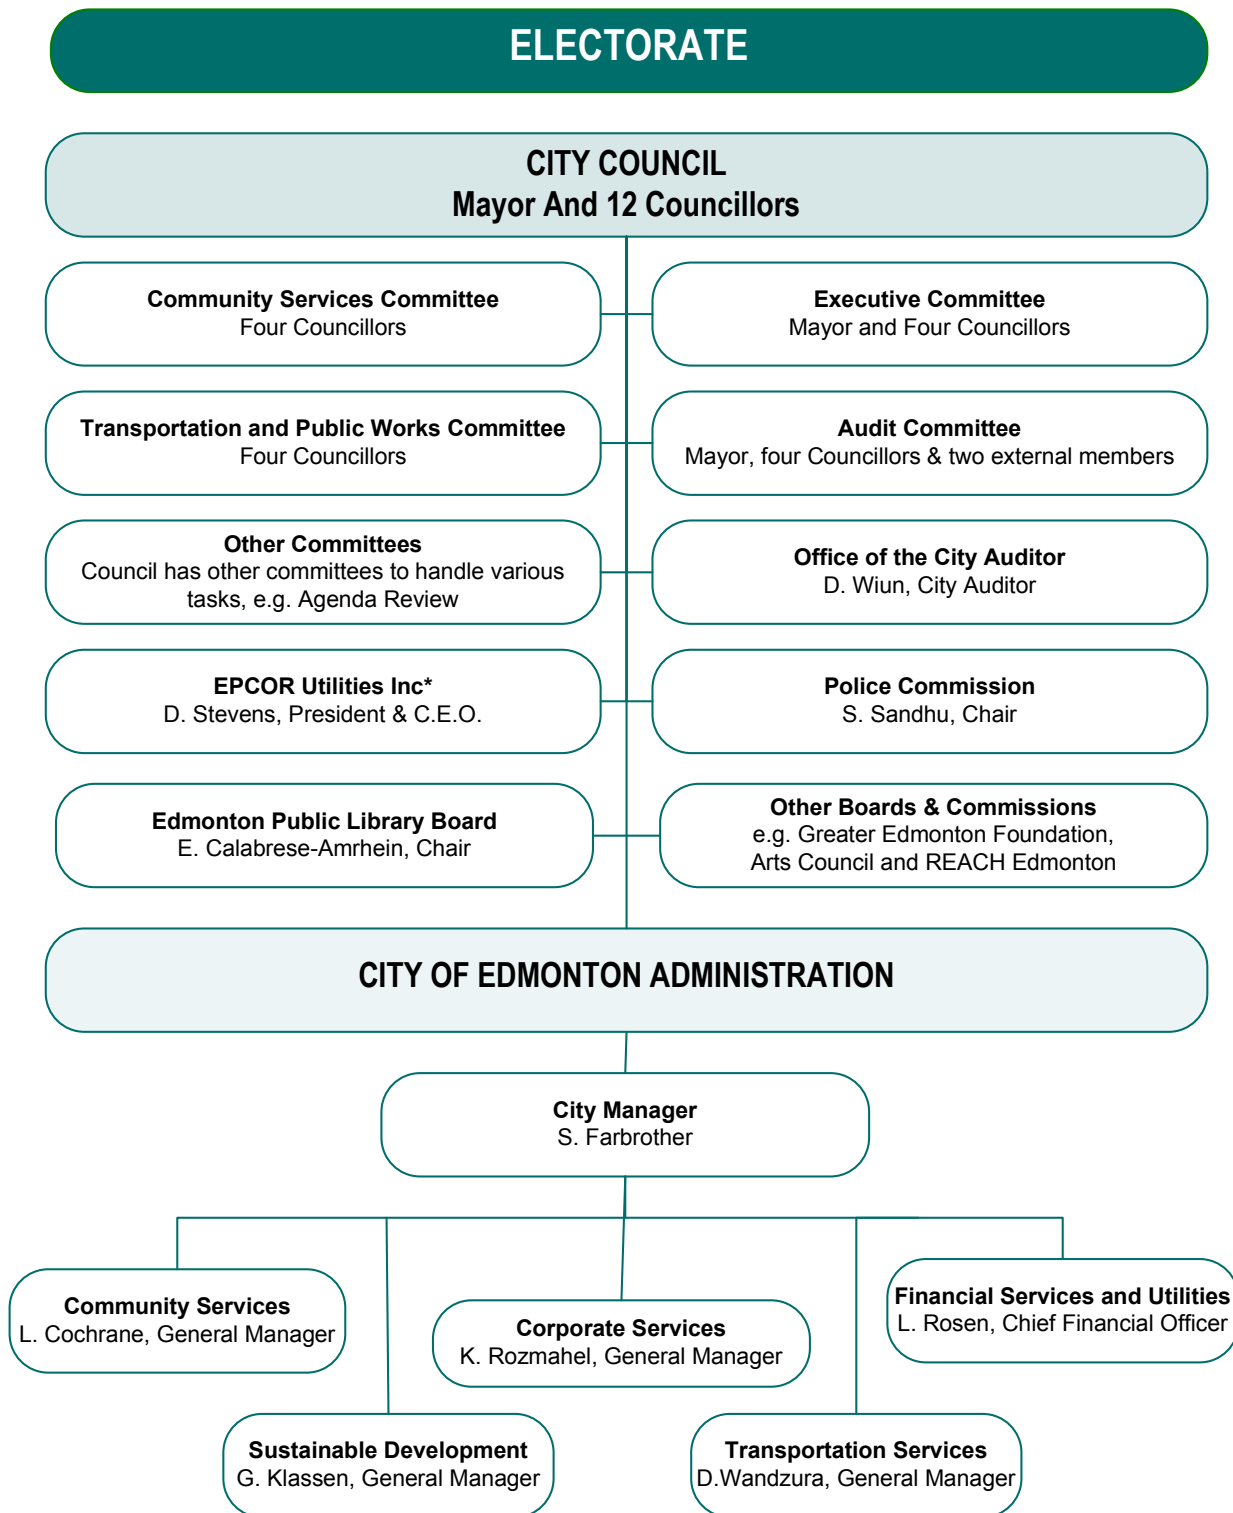 ELECTORATE
CITY COUNCIL
Mayor And 12 Councillors
Community Services Committee
Four Councillors
Executive Committee
Mayor and Four Councillors
Transportation and Public Works Committee
Four Councillors
Audit Committee
Mayor, four Councillors & two external members
Other Committees
Council has other committees to handle various
tasks, e.g. Agenda Review
Office of the City Auditor
D. Wiun, City Auditor
EPCOR Utilities Inc*
D. Stevens, President & C.E.O.
Police Commission
S. Sandhu, Chair
Edmonton Public Library Board
E. Calabrese-Amrhein, Chair
Other Boards & Commissions
e.g. Greater Edmonton Foundation,
Arts Council and REACH Edmonton
CITY OF EDMONTON ADMINISTRATION
City Manager
S. Farbrother
Community Services
L. Cochrane, General Manager
Corporate Services
K. Rozmahel, General Manager
Financial Services and Utilities
L. Rosen, Chief Financial Officer
Sustainable Development
G. Klassen, General Manager
Transportation Services
D.Wandzura, General Manager